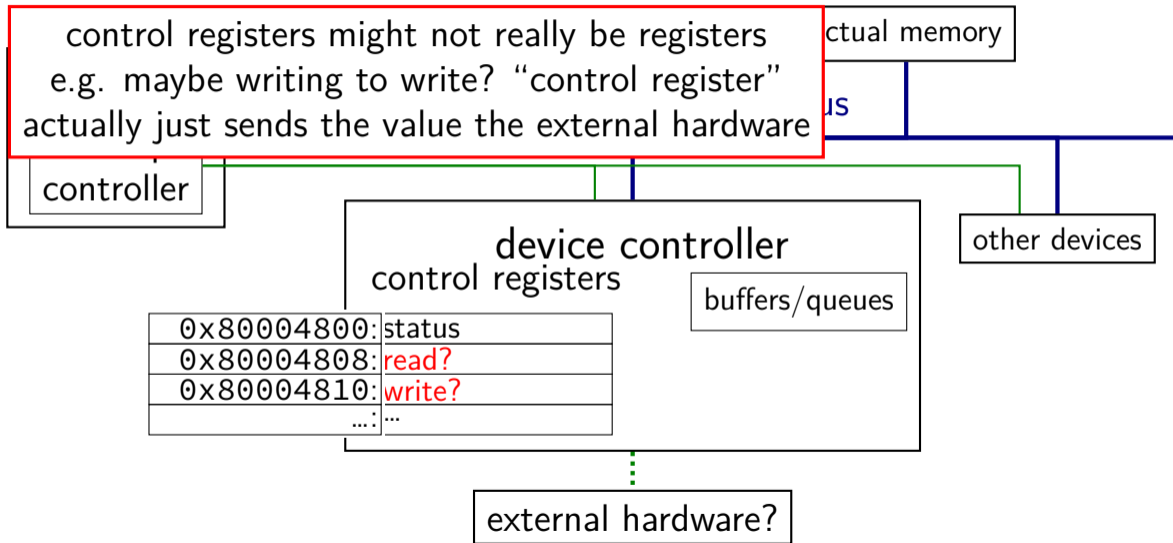 control registers might not really be registers
e.g. maybe writing to write? “control register”
actually just sends the value the external hardware
ctual memory
us
controller
device controller
other devices
control registers
buffers/queues
0x80004800: status
0x80004808: read?
0x80004810: write?
…: …
external hardware?